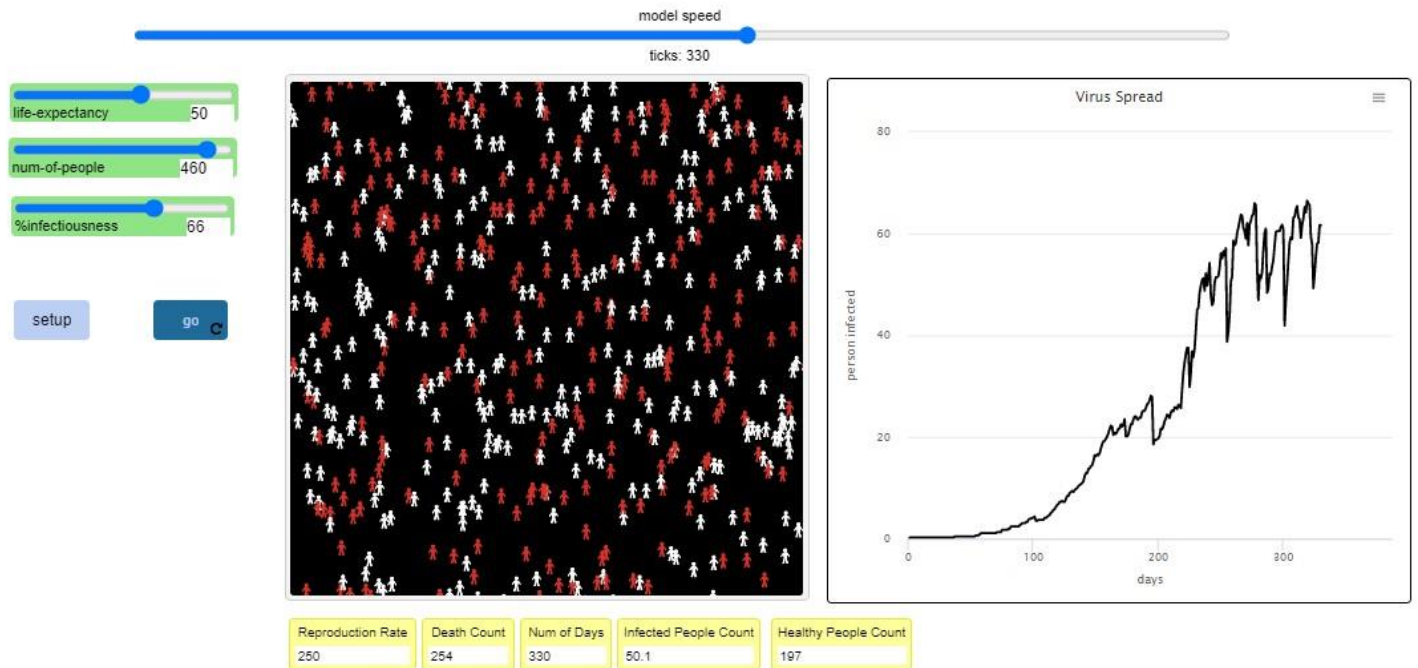 model speed
ticks: 330
life-expectancy 50
num-of-people 460
%infectiousness 66
setup
go
Virus Spread
80
60
40
20
0
0 100 200 300
person infected
days
Reproduction Rate Death Count Num of Days Infected People Count Healthy People Count
250 254 330 50.1 197